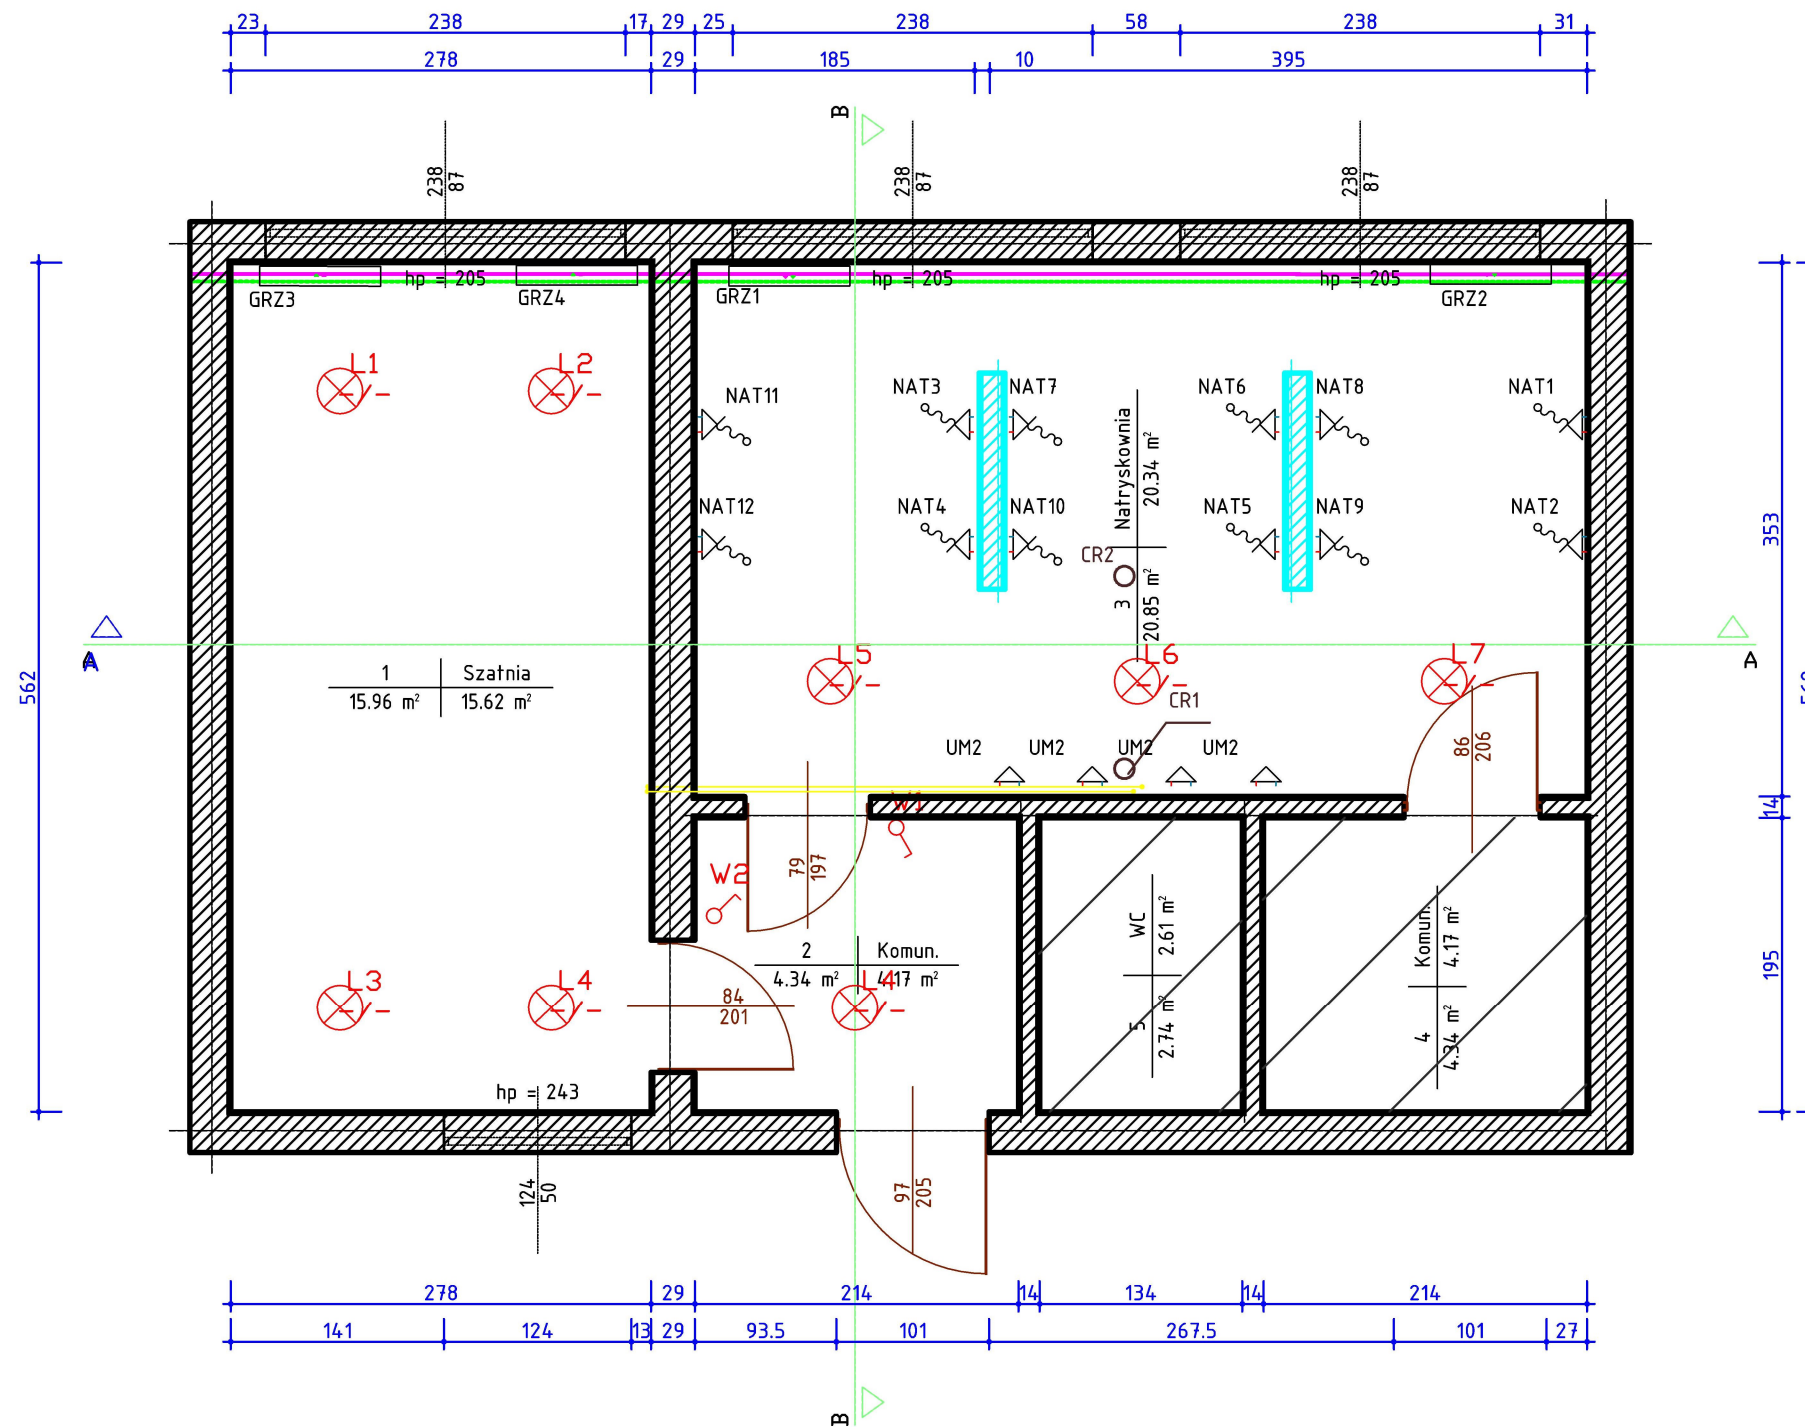 23 238 17 29 25 238 58 238 31
278 29 185 10 395
B
238
87
238
87
238
87
hp = 205
hp = 205
hp = 205
GRZ3
GRZ4
GRZ1
GRZ2
L1
L2
NAT11
NAT3
NAT7
NAT6
NAT8
NAT1
NAT12
NAT4
NAT10
NAT5
NAT9
NAT2
Natryskownia
20.34 m²
3
20.85 m²
CR2
353
562
A
A
A
1 Szatnia
15.96 m² 15.62 m²
L5
L6
L7
CR1
UM2 UM2 UM2 UM2
86
206
14
W1
W2
79
197
2 Komun.
4.34 m² 4.17 m²
WC
2.61 m²
5
2.74 m²
Komun.
4.17 m²
4
4.34 m²
195
L3
L4
L4
84
201
hp = 243
124
50
97
205
278 29 214 14 134 14 214
141 124 13 29 93.5 101 267.5 101 27
B